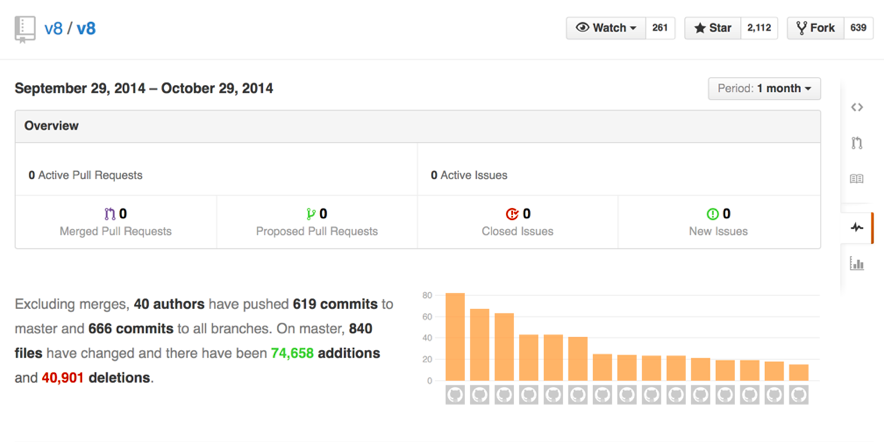 v8 / v8
Watch 261 Star 2,112 Fork 639
September 29, 2014 – October 29, 2014
Period: 1 month
Overview
0 Active Pull Requests
0 Active Issues
0
Merged Pull Requests
0
Proposed Pull Requests
0
Closed Issues
0
New Issues
Excluding merges, 40 authors have pushed 619 commits to
master and 666 commits to all branches. On master, 840
files have changed and there have been 74,658 additions
and 40,901 deletions.
80
60
40
20
0